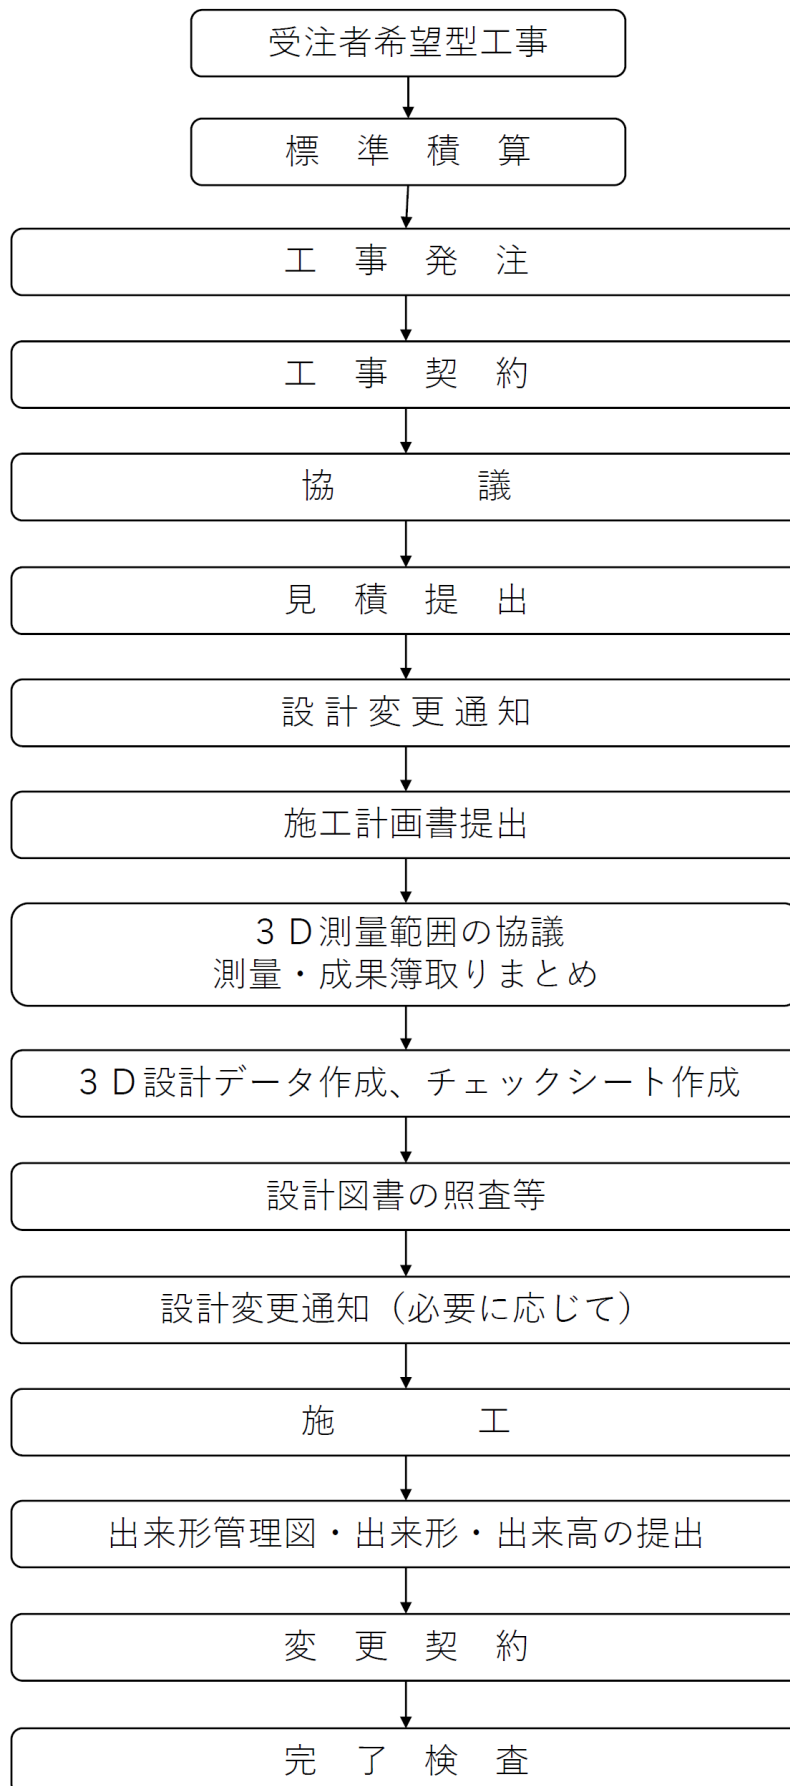 受注者希望型工事
標 準 積 算
工 事 発 注
工 事 契 約
協 議
見 積 提 出
設計変更通知
施工計画書提出
３Ｄ測量範囲の協議
測量・成果簿取りまとめ
３Ｄ設計データ作成、チェックシート作成
設計図書の照査等
設計変更通知（必要に応じて）
施 工
出来形管理図・出来形・出来高の提出
変 更 契 約
完 了 検 査